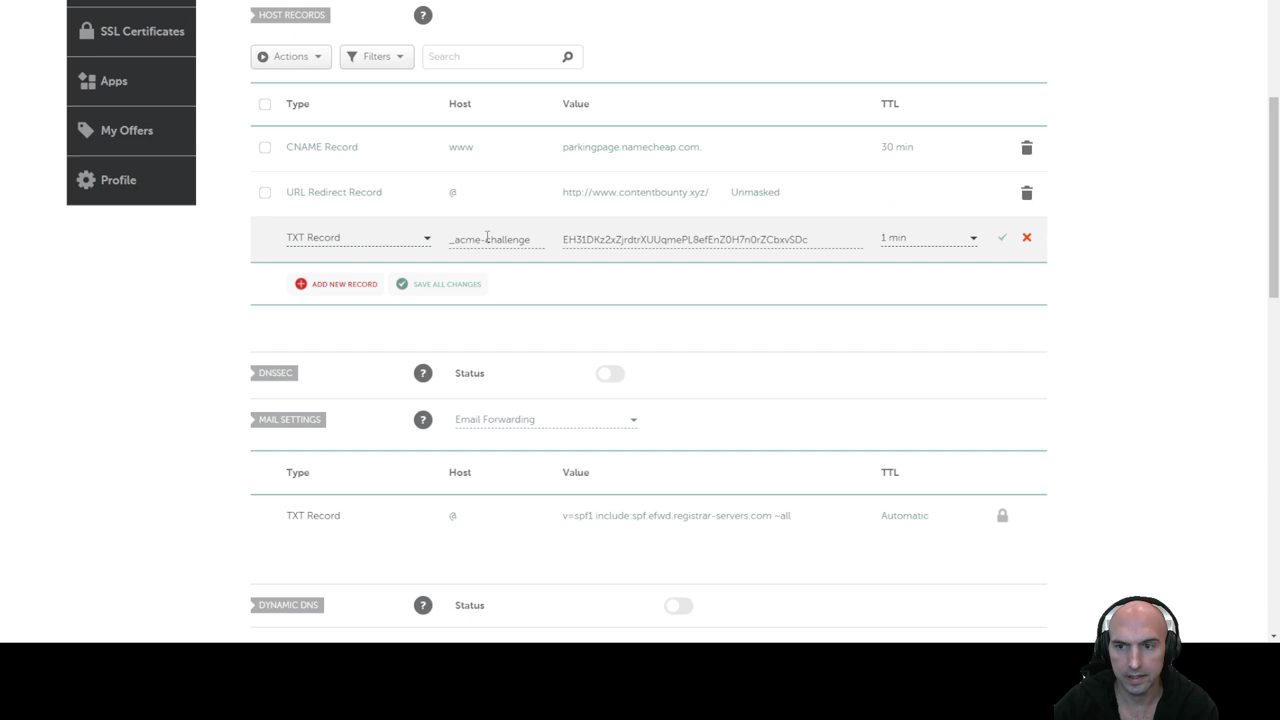 HOST RECORDS ?
SSL Certificates
Actions Filters Search
Apps
Type Host Value TTL
My Offers
CNAME Record www parkingpage.namecheap.com. 30 min
Profile
URL Redirect Record @ http://www.contentbounty.xyz/ Unmasked
TXT Record _acme-challenge EH31DKz2xZjrdtrXUUqmePL8efEnZ0H7n0rZCbxvSDc 1 min
ADD NEW RECORD SAVE ALL CHANGES
DNSSEC ? Status
MAIL SETTINGS ? Email Forwarding
Type Host Value TTL
TXT Record @ v=spf1 include:spf.efwd.registrar-servers.com ~all Automatic
DYNAMIC DNS ? Status